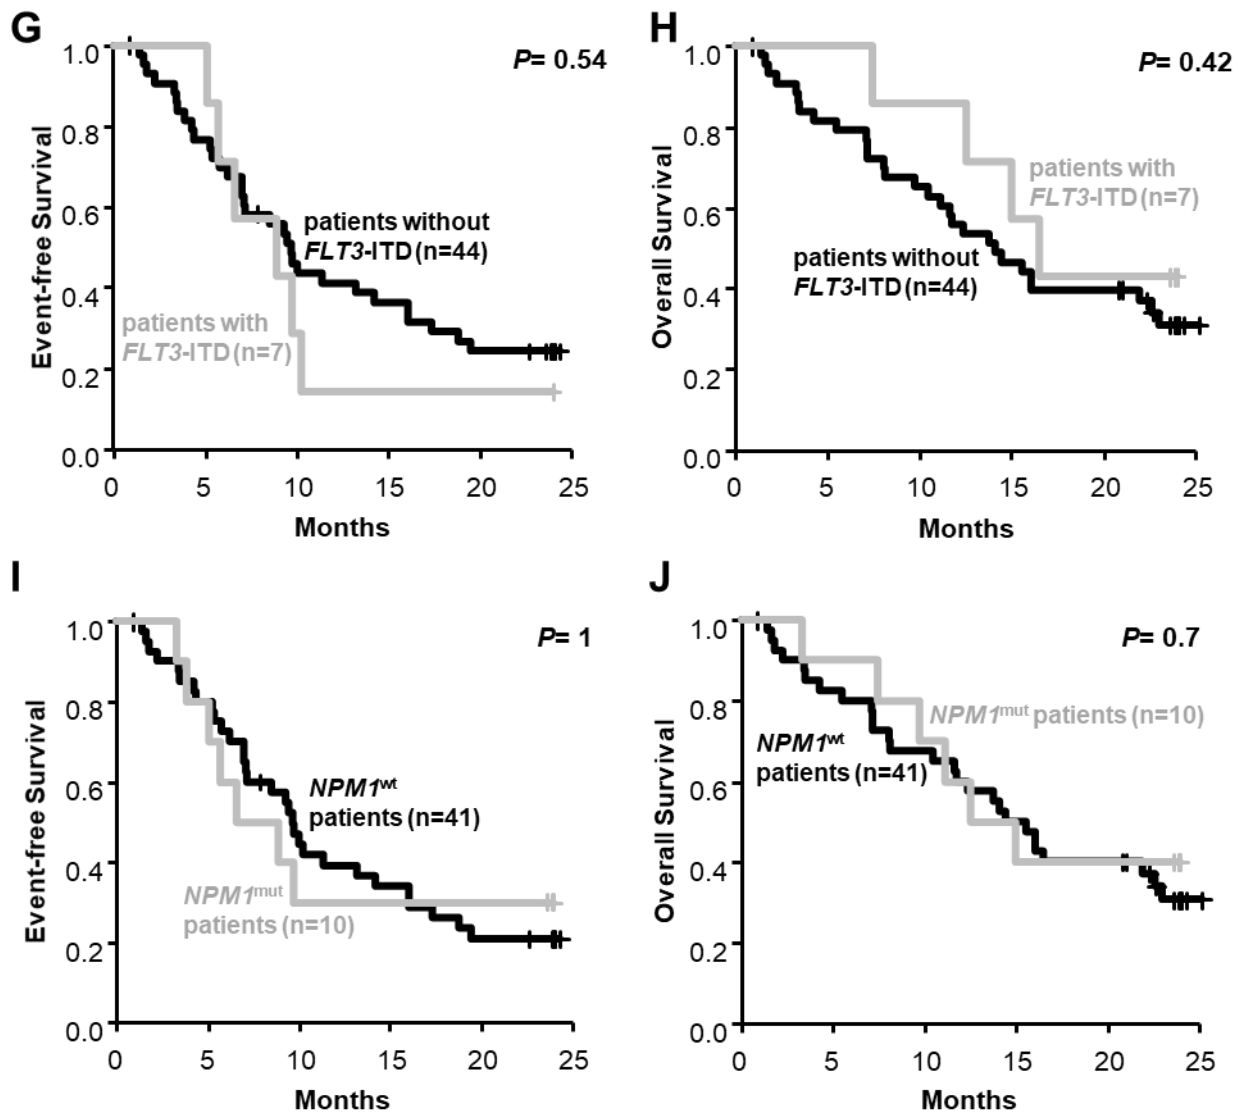 G
P= 0.54
Event-free Survival
1.0
0.8
0.6
0.4
0.2
0.0
patients without
FLT3-ITD (n=44)
patients with
FLT3-ITD (n=7)
0 5 10 15 20 25
Months
H
P= 0.42
Overall Survival
1.0
0.8
0.6
0.4
0.2
0.0
patients with
FLT3-ITD (n=7)
patients without
FLT3-ITD (n=44)
0 5 10 15 20 25
Months
I
P= 1
Event-free Survival
1.0
0.8
0.6
0.4
0.2
0.0
NPM1wt
patients (n=41)
NPM1mut
patients (n=10)
0 5 10 15 20 25
Months
J
P= 0.7
Overall Survival
1.0
0.8
0.6
0.4
0.2
0.0
NPM1mut patients (n=10)
NPM1wt
patients (n=41)
0 5 10 15 20 25
Months